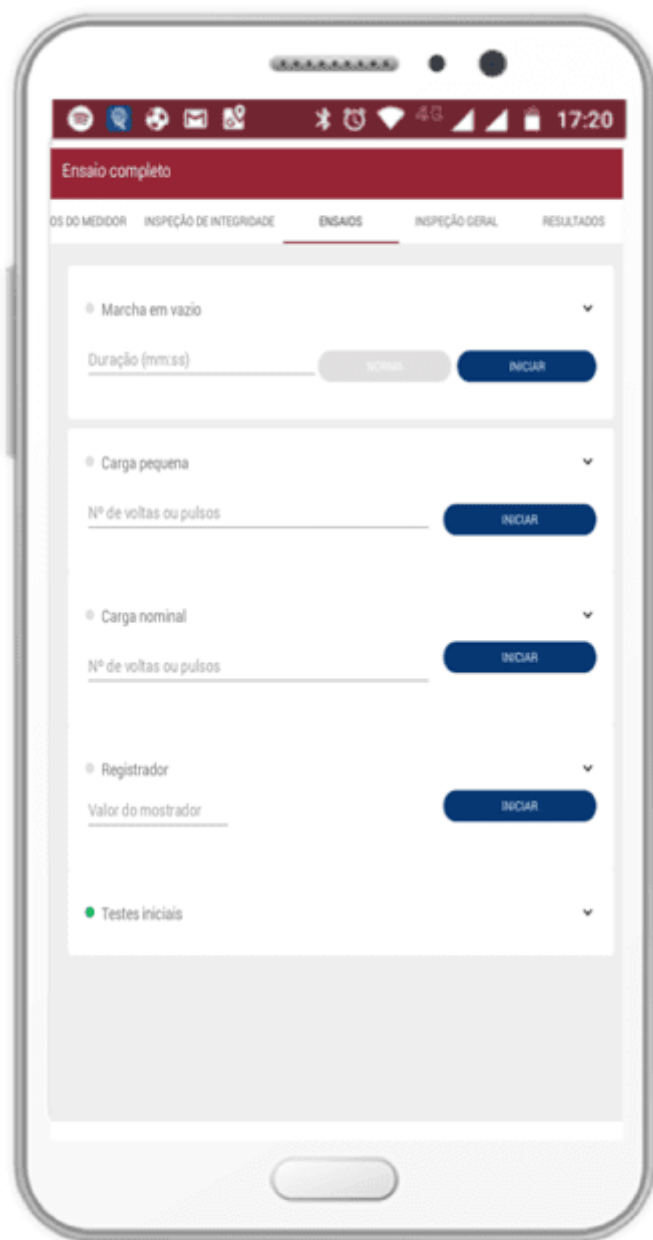 4G 17:20
Ensaio completo
OS DO MEDIDOR INSPEÇÃO DE INTEGRIDADE ENSAIOS INSPEÇÃO GERAL RESULTADOS
Marcha em vazio
Duração (mm:ss) NORMA INICIAR
Carga pequena
Nº de voltas ou pulsos INICIAR
Carga nominal
Nº de voltas ou pulsos INICIAR
Registrador
Valor do mostrador INICIAR
Testes iniciais